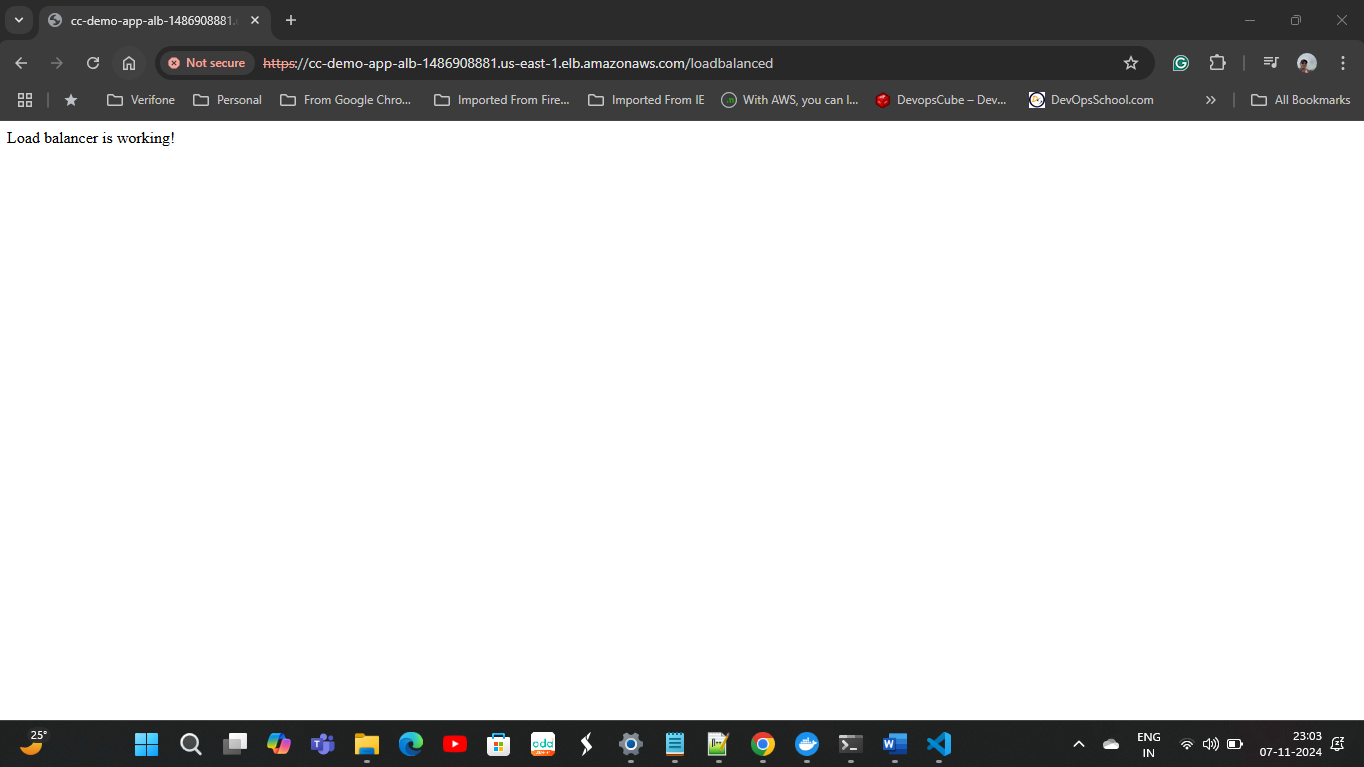 cc-demo-app-alb-1486908881.
Not secure
https://cc-demo-app-alb-1486908881.us-east-1.elb.amazonaws.com/loadbalanced
Verifone
Personal
From Google Chro...
Imported From Fire...
Imported From IE
With AWS, you can l...
DevopsCube – Dev...
DevOpsSchool.com
All Bookmarks
Load balancer is working!
25°
oda
ENG
IN
23:03
07-11-2024